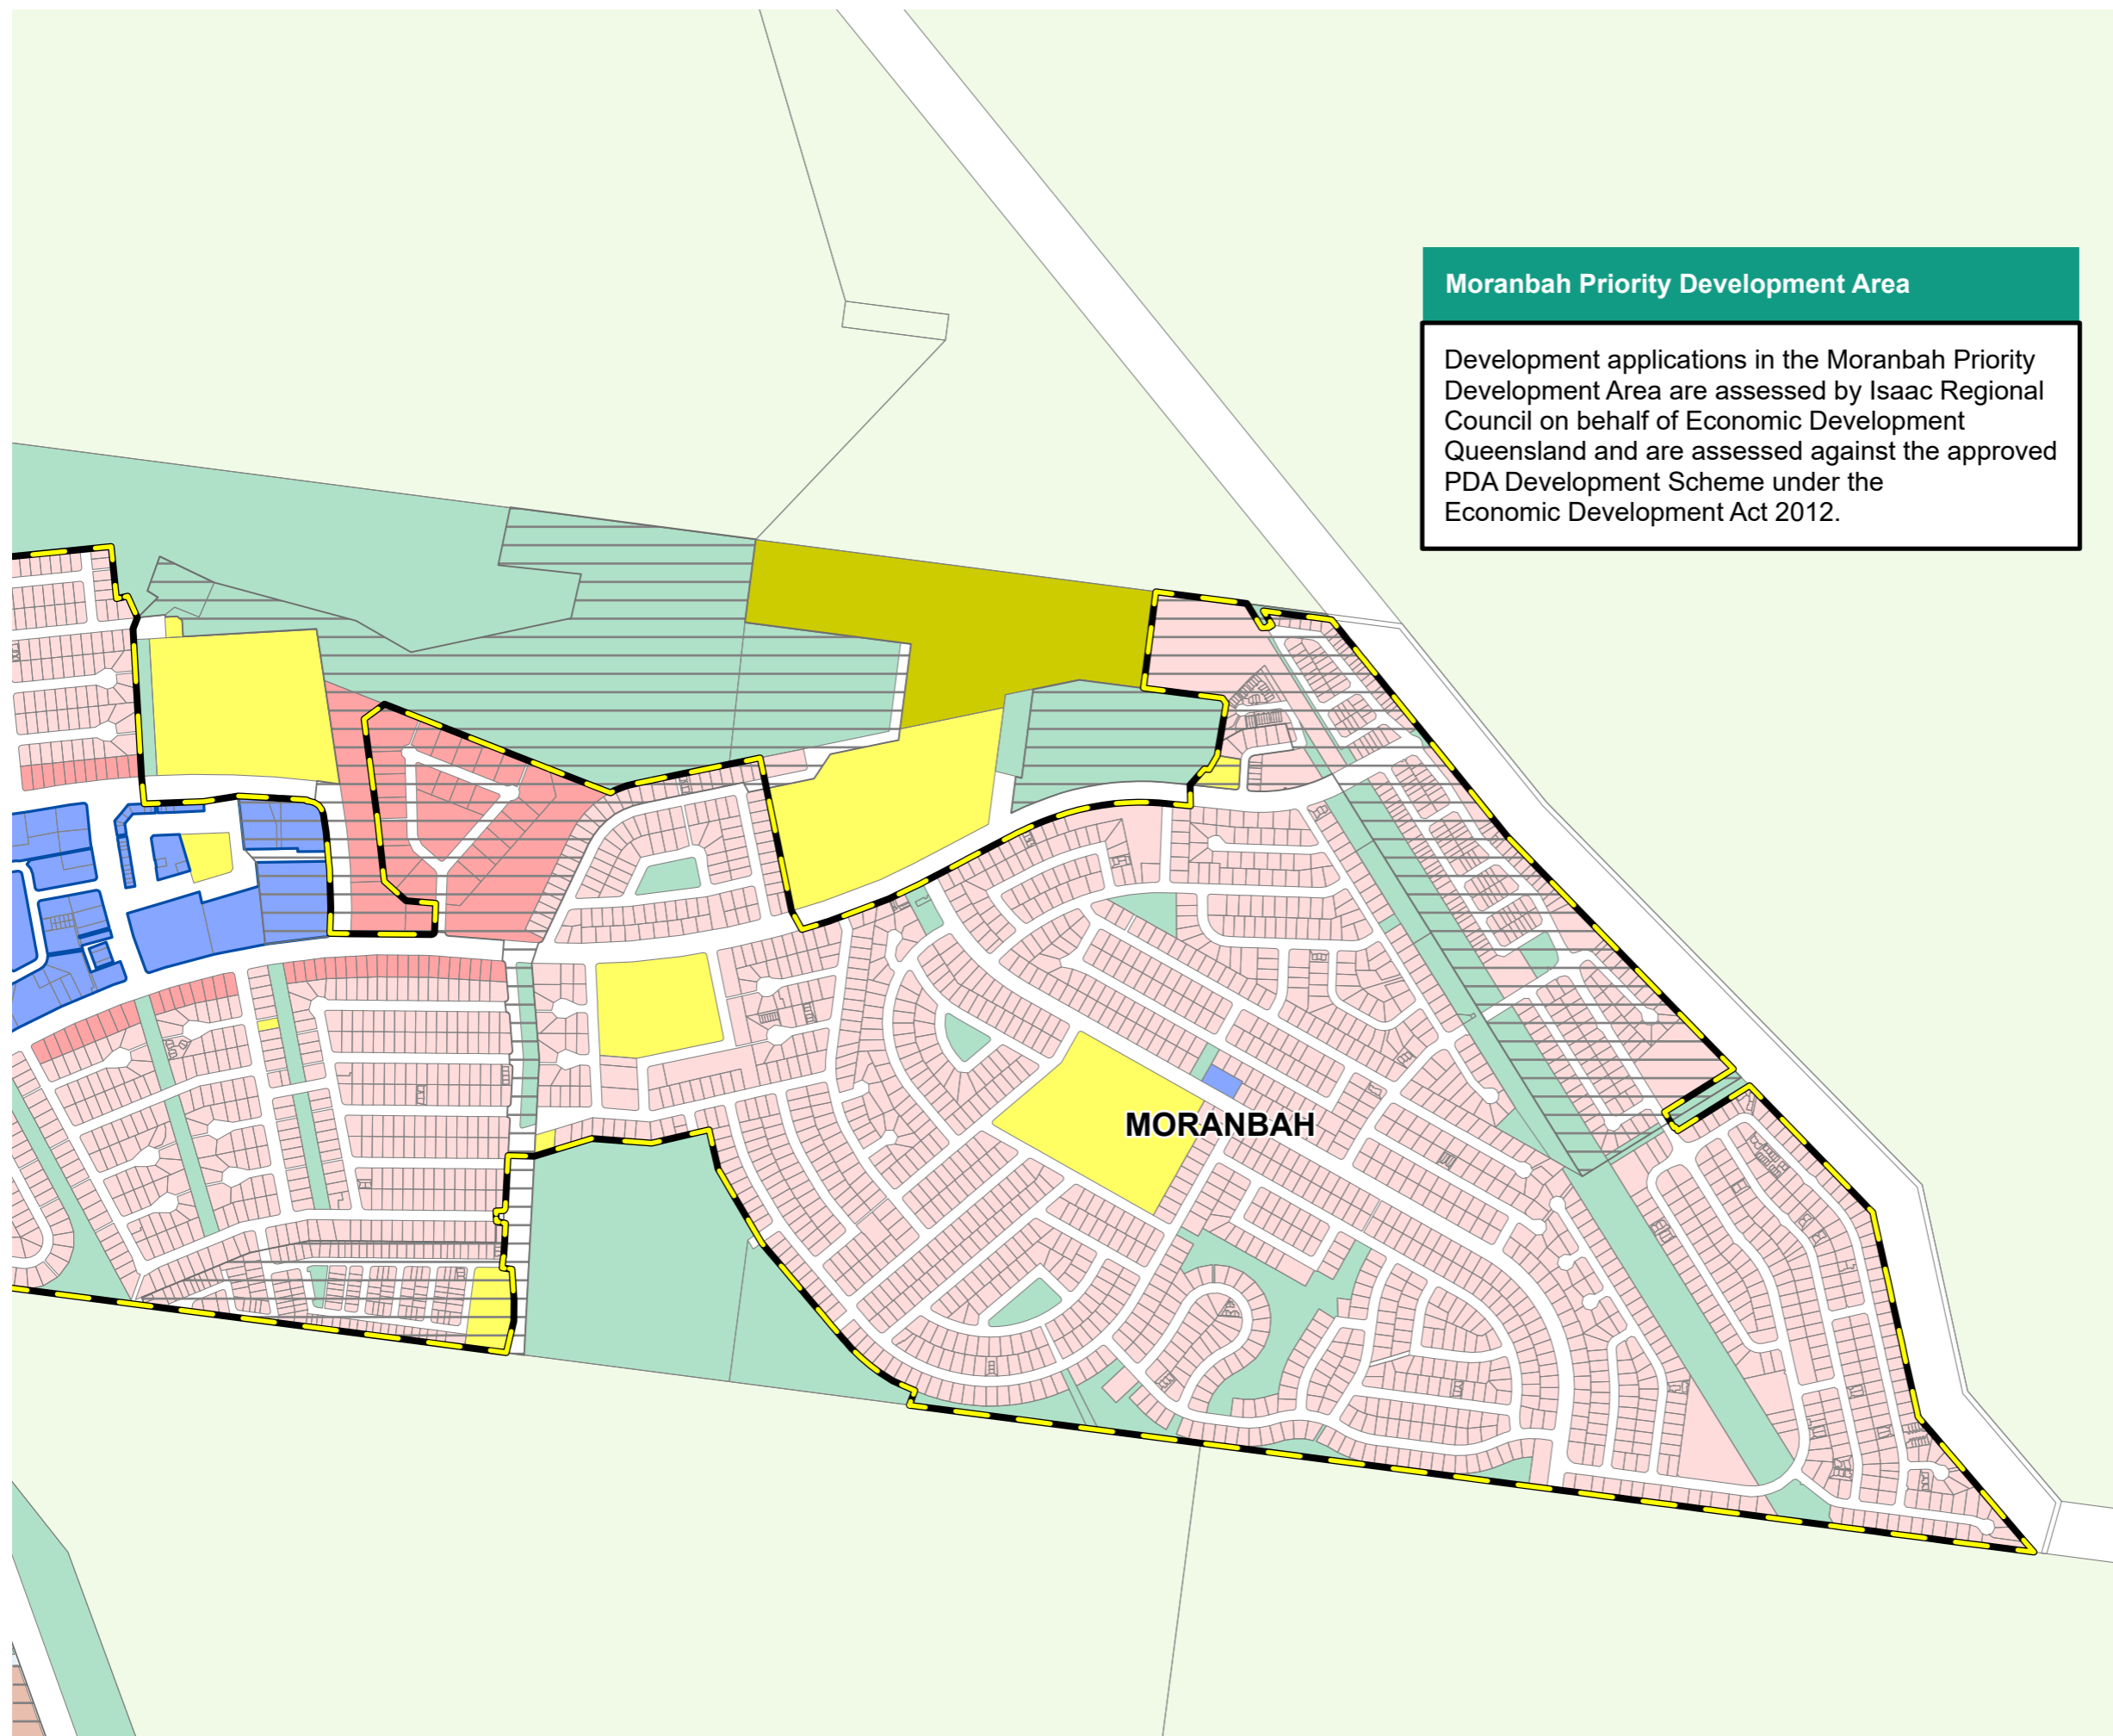 Moranbah Priority Development Area
Development applications in the Moranbah Priority
Development Area are assessed by Isaac Regional
Council on behalf of Economic Development
Queensland and are assessed against the approved
PDA Development Scheme under the
Economic Development Act 2012.
MORANBAH